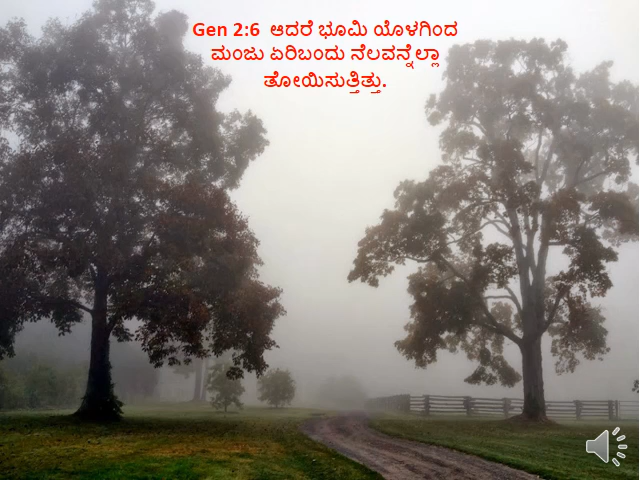 Gen 2:6 ಆದರೆ ಭೂಮಿ ಯೊಳಗಿಂದ
ಮಂಜು ಏರಿಬಂದು ನೆಲವನ್ನೆಲ್ಲಾ
ತೋಯಿಸುತ್ತಿತ್ತು.